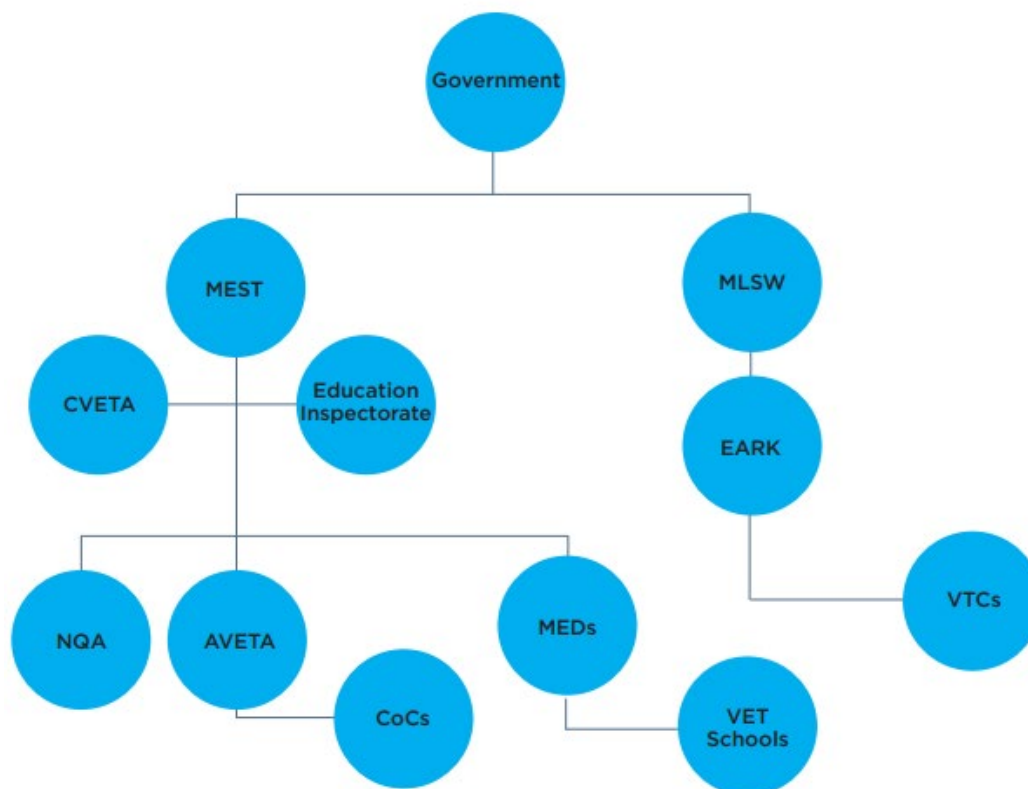 Government
MEST
MLSW
CVETA
Education
Inspectorate
EARK
VTCs
NQA
AVETA
MEDs
CoCs
VET
Schools